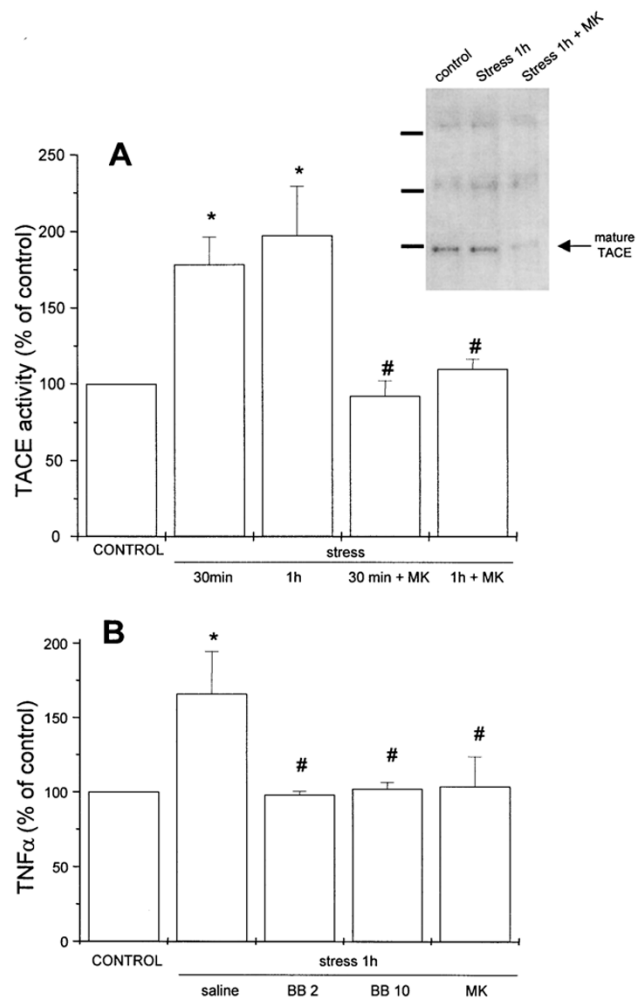 control
Stress 1h
Stress 1h + MK
A
250
200
150
100
50
0
TACE activity (% of control)
*
*
#
#
mature
TACE
CONTROL
stress
30min
1h
30 min + MK
1h + MK
B
200
150
100
50
0
TNFα (% of control)
*
#
#
#
CONTROL
stress 1h
saline
BB 2
BB 10
MK